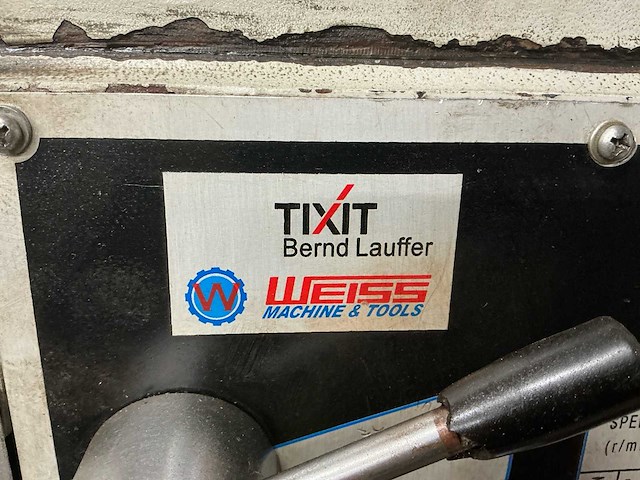 TIXIT
Bernd Lauffer
W WEISS
MACHINE & TOOLS
(r/m